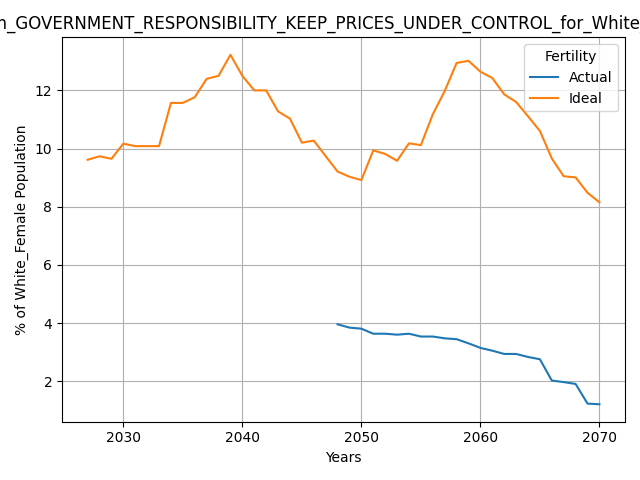 n_GOVERNMENT_RESPONSIBILITY_KEEP_PRICES_UNDER_CONTROL_for_White
Fertility
Actual
Ideal
12
10
8
6
4
2
% of White_Female Population
2030
2040
2050
2060
2070
Years